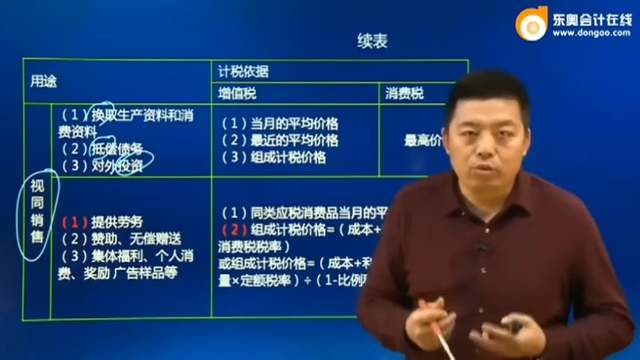 东奥会计在线
www.dongao.com
续表
用途
计税依据
增值税
消费税
视同销售
(1)换取生产资料和消
费资料
(2)抵偿债务
(3)对外投资
(1)当月的平均价格
(2)最近的平均价格
(3)组成计税价格
最高价
(1)提供劳务
(2)赞助、无偿赠送
(3)集体福利、个人消
费、奖励 广告样品等
(1)同类应税消费品当月的平
(2)组成计税价格=(成本+
消费税税率)
或组成计税价格=(成本+利
量×定额税率)÷(1-比例